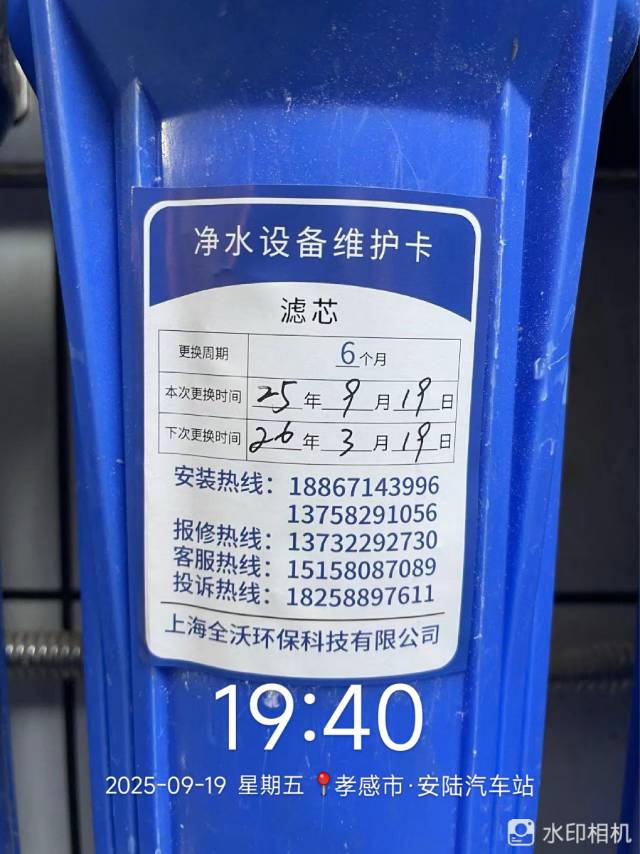 净水设备维护卡
滤芯
更换周期 6个月
本次更换时间 25年9月19日
下次更换时间 26年3月19日
安装热线：18867143996
13758291056
报修热线：13732292730
客服热线：15158087089
投诉热线：18258897611
上海全沃环保科技有限公司
19:40
2025-09-19 星期五 孝感市·安陆汽车站
水印相机